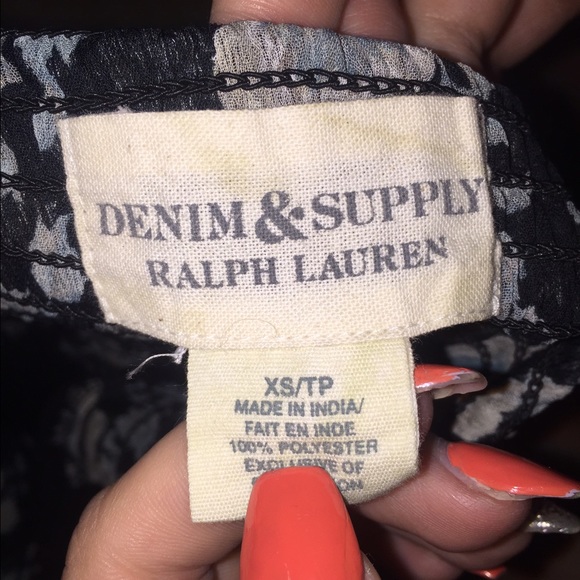 DENIM & SUPPLY
RALPH LAUREN
XS/TP
MADE IN INDIA/
FAIT EN INDE
100% POLYESTER
EXCLUSIVE OF